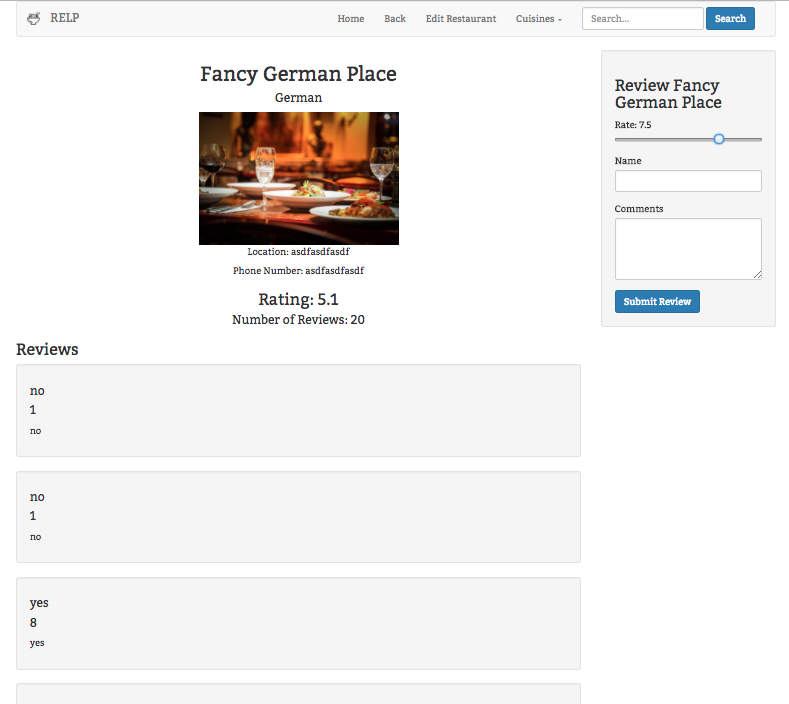 RELP
Home Back Edit Restaurant Cuisines Search... Search
Fancy German Place
German
Location: asdfasdfasdf
Phone Number: asdfasdfasdf
Rating: 5.1
Number of Reviews: 20
Review Fancy
German Place
Rate: 7.5
Name
Comments
Submit Review
Reviews
no
1
no
no
1
no
yes
8
yes